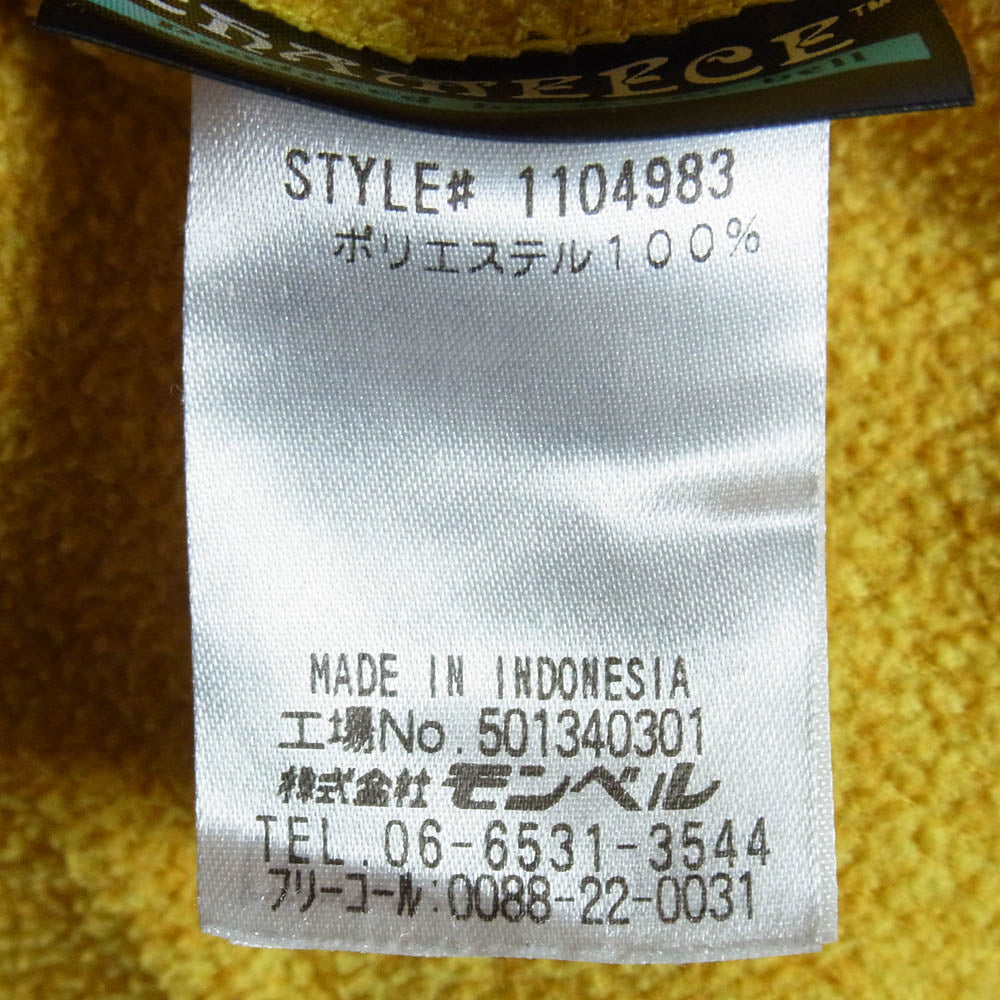 STYLE# 1104983
ポリエステル100%
MADE IN INDONESIA
工場No.501340301
株式会社 モンベル
TEL.06-6531-3544
フリーコール:0088-22-0031